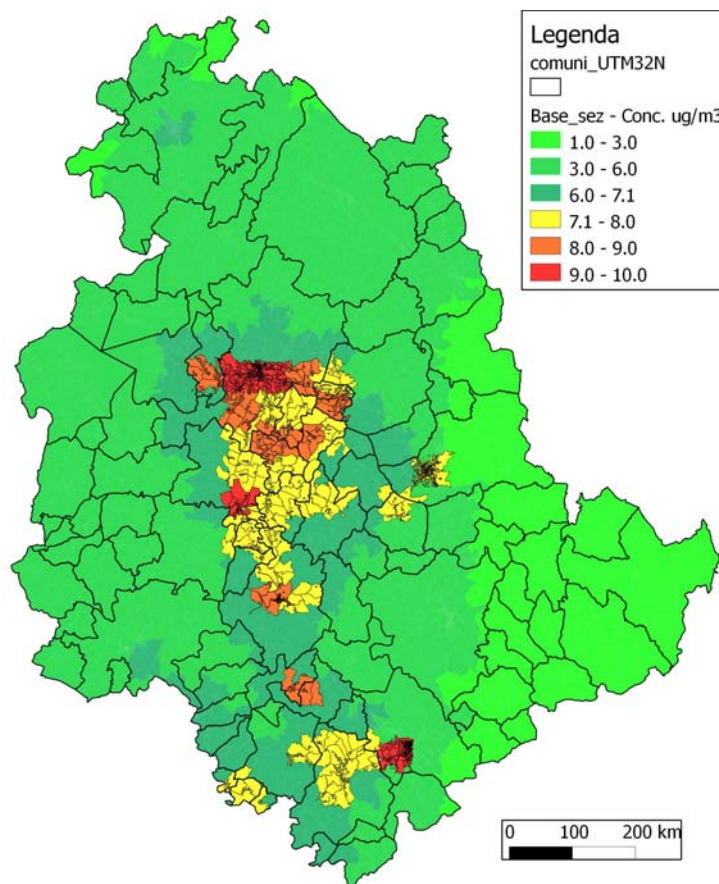 Legenda
comuni_UTM32N
Base_sez - Conc. ug/m3
1.0 - 3.0
3.0 - 6.0
6.0 - 7.1
7.1 - 8.0
8.0 - 9.0
9.0 - 10.0
0 100 200 km